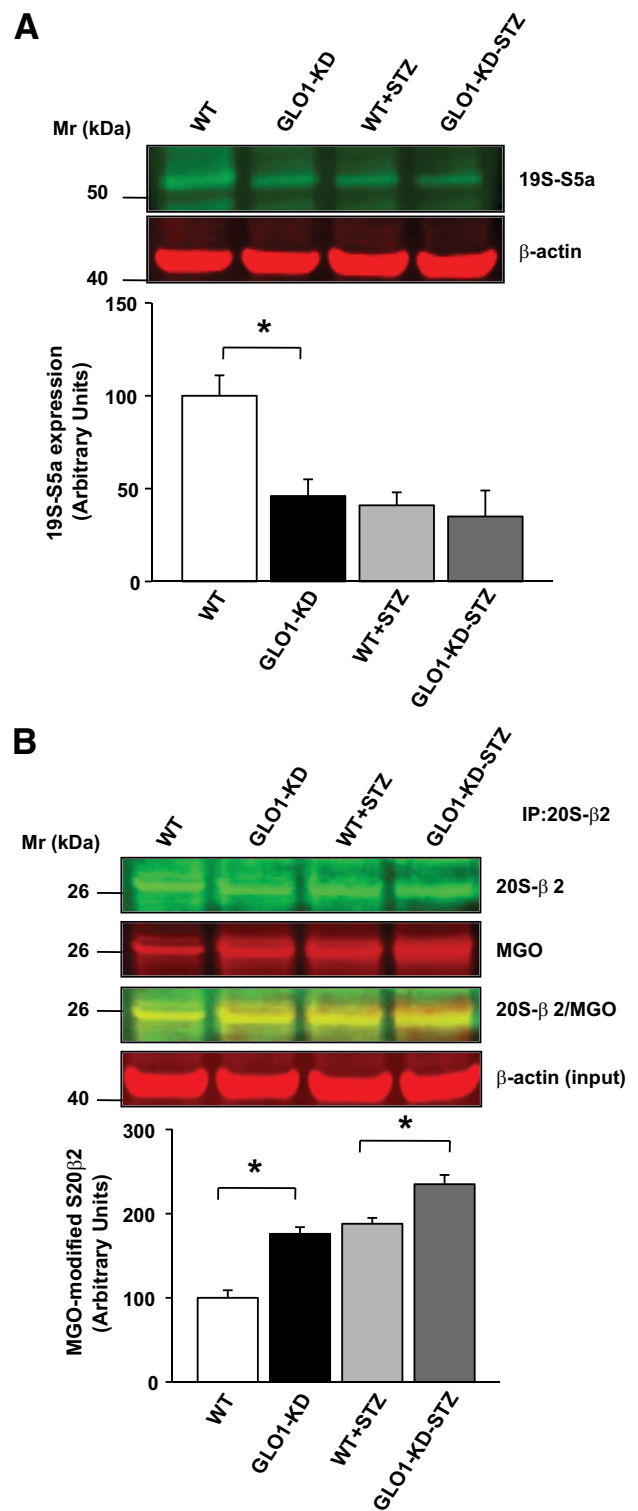 A
WT GLO1-KD WT+STZ GLO1-KD-STZ
Mr (kDa)
50
19S-S5a
β-actin
40
150
*
100
50
0
19S-S5a expression
(Arbitrary Units)
WT GLO1-KD WT+STZ GLO1-KD-STZ
B
WT GLO1-KD WT+STZ GLO1-KD-STZ
IP:20S-β2
Mr (kDa)
26
20S-β 2
26
MGO
26
20S-β 2/MGO
β-actin (input)
40
300
*
*
200
100
0
MGO-modified S20β2
(Arbitrary Units)
WT GLO1-KD WT+STZ GLO1-KD-STZ